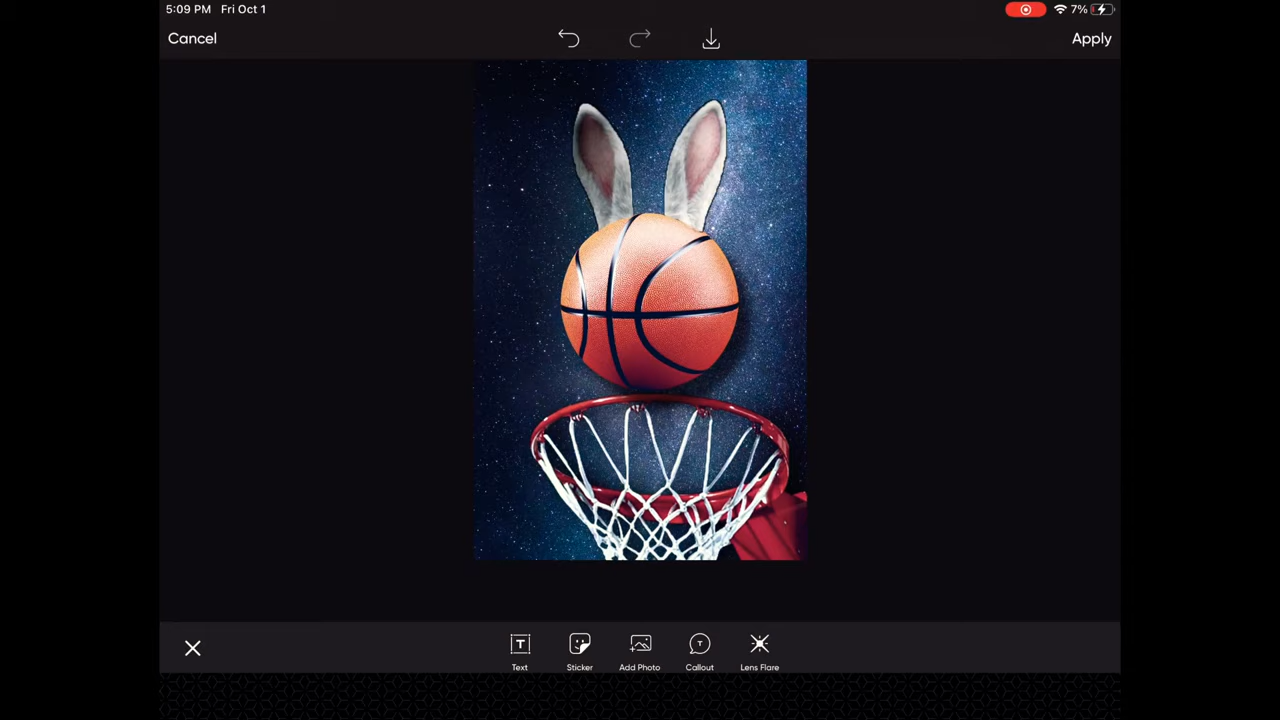 5:09 PM Fri Oct 1 7%
Cancel Apply
T T
Text Sticker Add Photo Callout Lens Flare